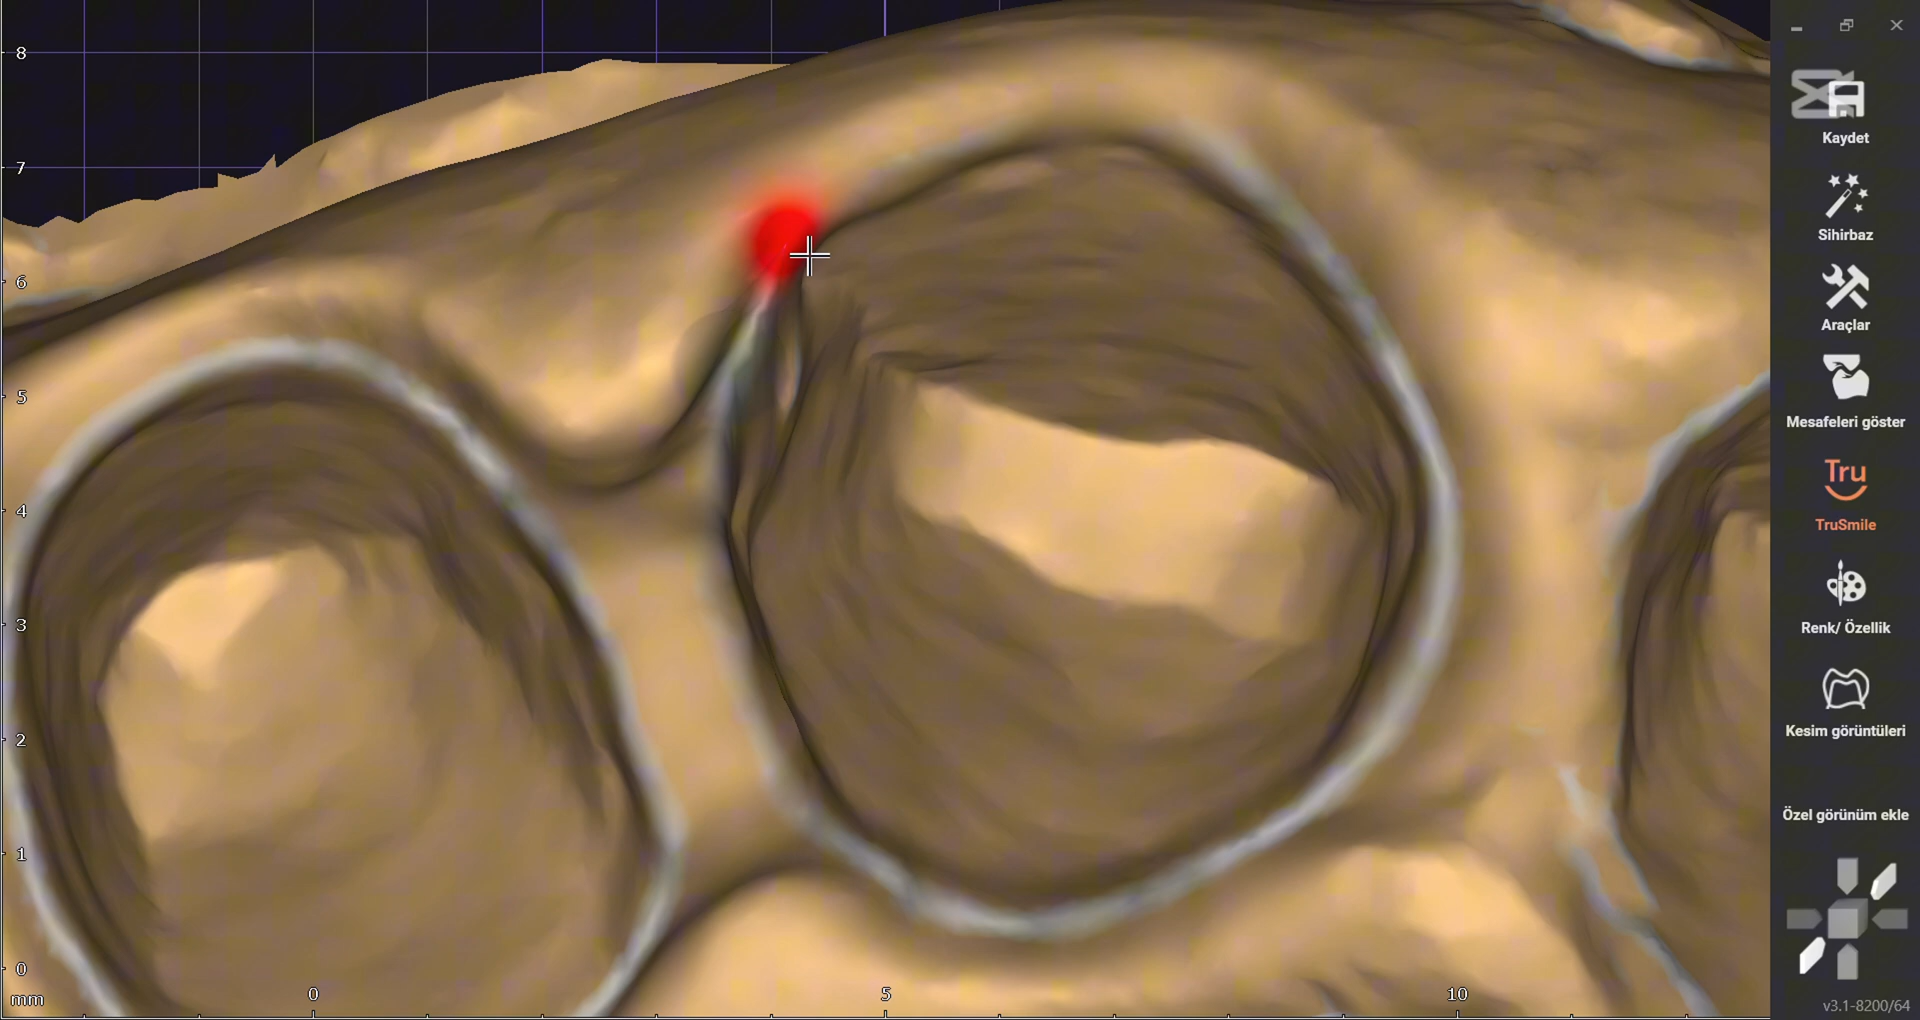 8
7
6
5
4
3
2
1
0
mm
0
5
10
Kaydet
Sihirbaz
Araçlar
Mesafeleri göster
Tru
TruSmile
Renk/ Özellik
Kesim görüntüleri
Özel görünüm ekle
v3.1-8200/64